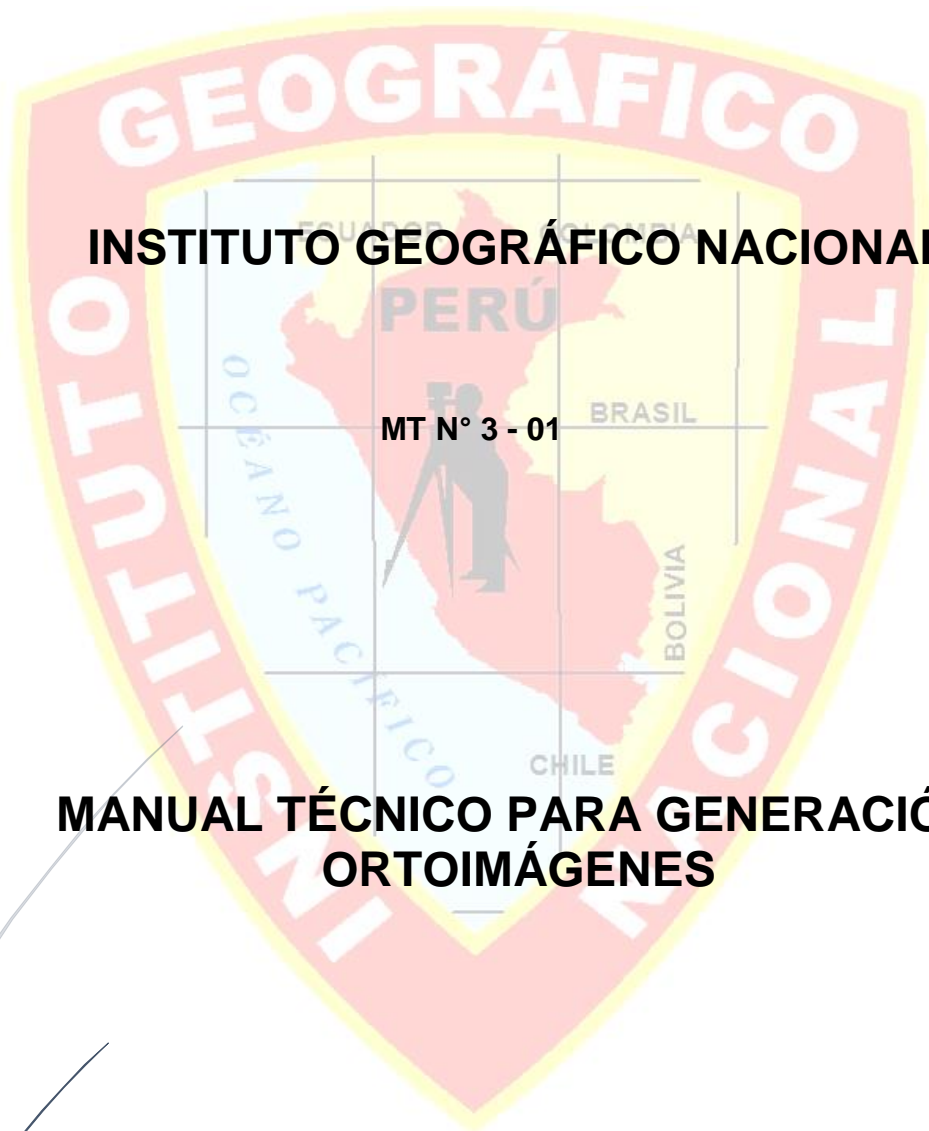 INSTITUTO GEOGRÁFICO NACIONAL
ECUADOR
COLOMBIA
INSTITUTO GEOGRÁFICO NACIONAL
PERÚ
BRASIL
MT N° 3 - 01
OCÉANO PACÍFICO
BOLIVIA
CHILE
MANUAL TÉCNICO PARA GENERACIÓ
ORTOIMÁGENES